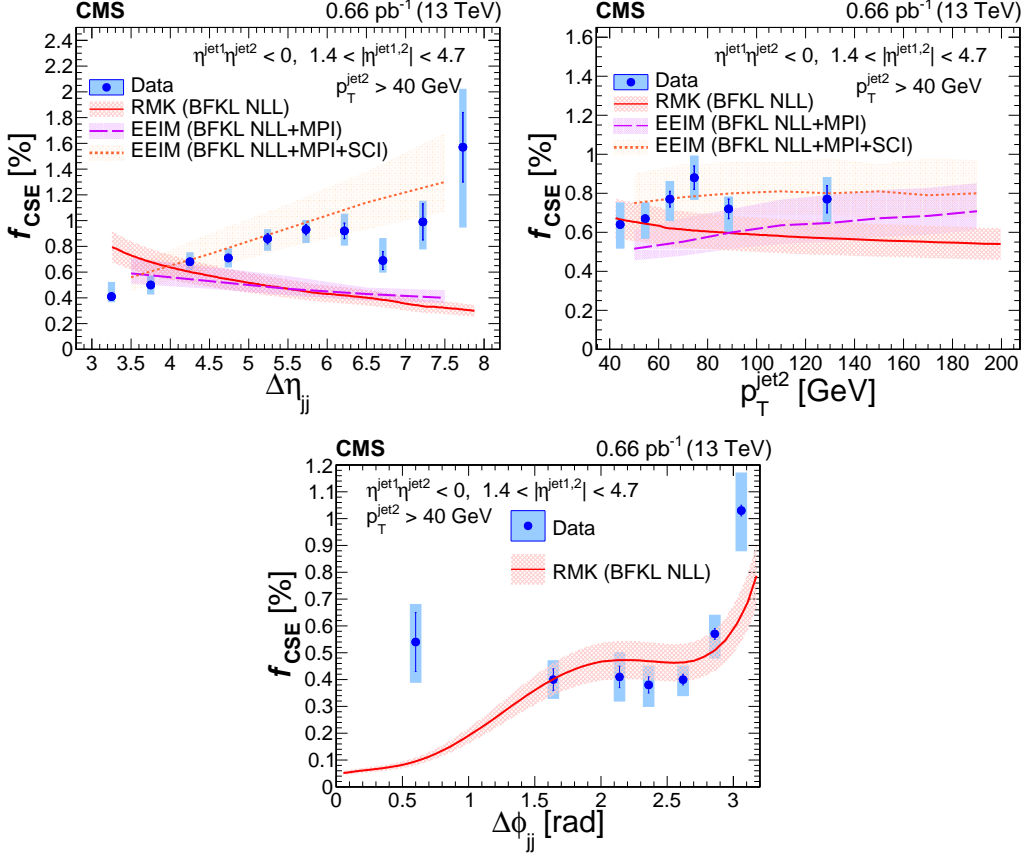 CMS 0.66 pb⁻¹ (13 TeV)
η^jet1 η^jet2 < 0, 1.4 < |η^jet1,2| < 4.7
p_T^jet2 > 40 GeV
Data
RMK (BFKL NLL)
EEIM (BFKL NLL+MPI)
EEIM (BFKL NLL+MPI+SCI)
f_CSE [%]
2.4
2.2
2
1.8
1.6
1.4
1.2
1
0.8
0.6
0.4
0.2
0
3 3.5 4 4.5 5 5.5 6 6.5 7 7.5 8
Δη_jj
CMS 0.66 pb⁻¹ (13 TeV)
η^jet1 η^jet2 < 0, 1.4 < |η^jet1,2| < 4.7
p_T^jet2 > 40 GeV
Data
RMK (BFKL NLL)
EEIM (BFKL NLL+MPI)
EEIM (BFKL NLL+MPI+SCI)
f_CSE [%]
1.6
1.4
1.2
1
0.8
0.6
0.4
0.2
0
40 60 80 100 120 140 160 180 200
p_T^jet2 [GeV]
CMS 0.66 pb⁻¹ (13 TeV)
η^jet1 η^jet2 < 0, 1.4 < |η^jet1,2| < 4.7
p_T^jet2 > 40 GeV
Data
RMK (BFKL NLL)
f_CSE [%]
1.2
1.1
1
0.9
0.8
0.7
0.6
0.5
0.4
0.3
0.2
0.1
0
0 0.5 1 1.5 2 2.5 3
Δϕ_jj [rad]